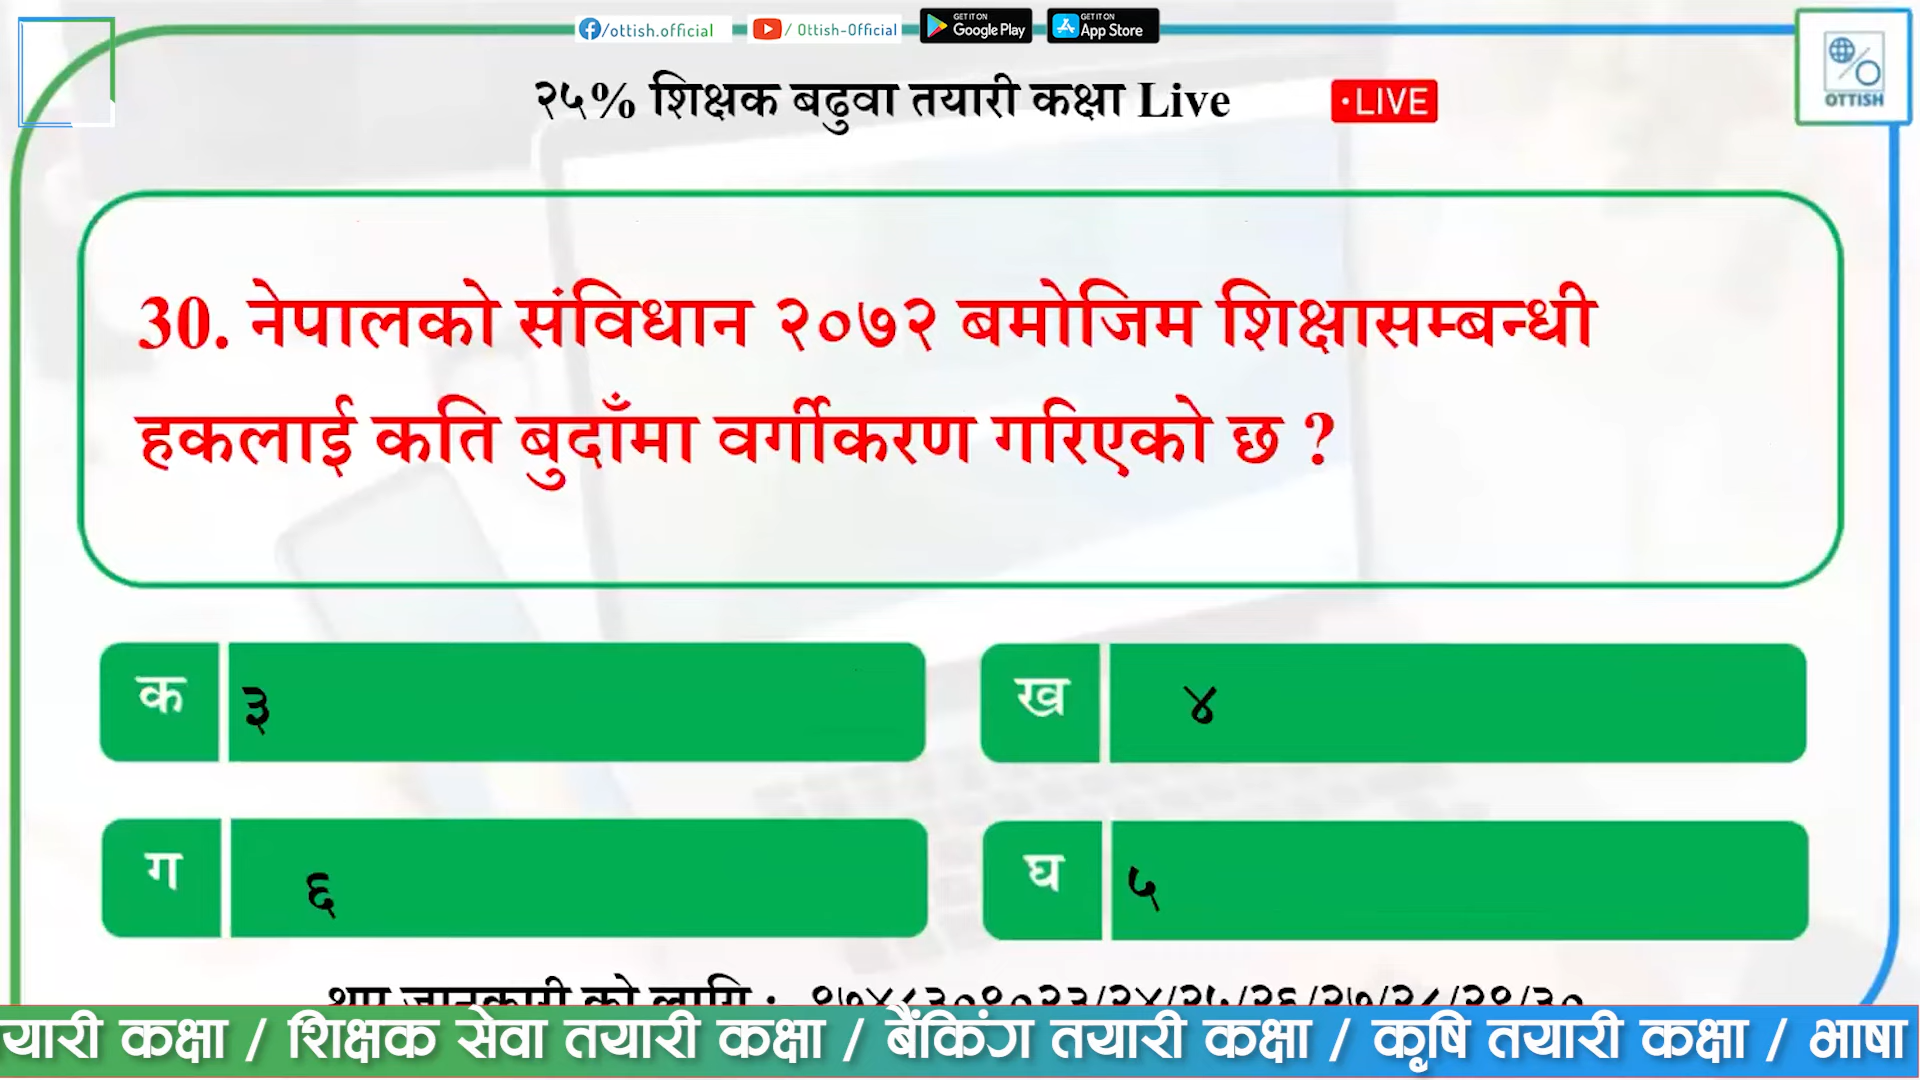 /ottish.official
/ Ottish-Official
GET IT ON
Google Play
GET IT ON
App Store
२५% शिक्षक बढुवा तयारी कक्षा Live
•LIVE
OTTISH
30. नेपालको संविधान २०७२ बमोजिम शिक्षासम्बन्धी
हकलाई कति बुदाँमा वर्गीकरण गरिएको छ ?
क ३
ख ४
ग ६
घ ५
थप जानकारी को लागि :
यारी कक्षा / शिक्षक सेवा तयारी कक्षा / बैंकिंग तयारी कक्षा / कृषि तयारी कक्षा / भाषा